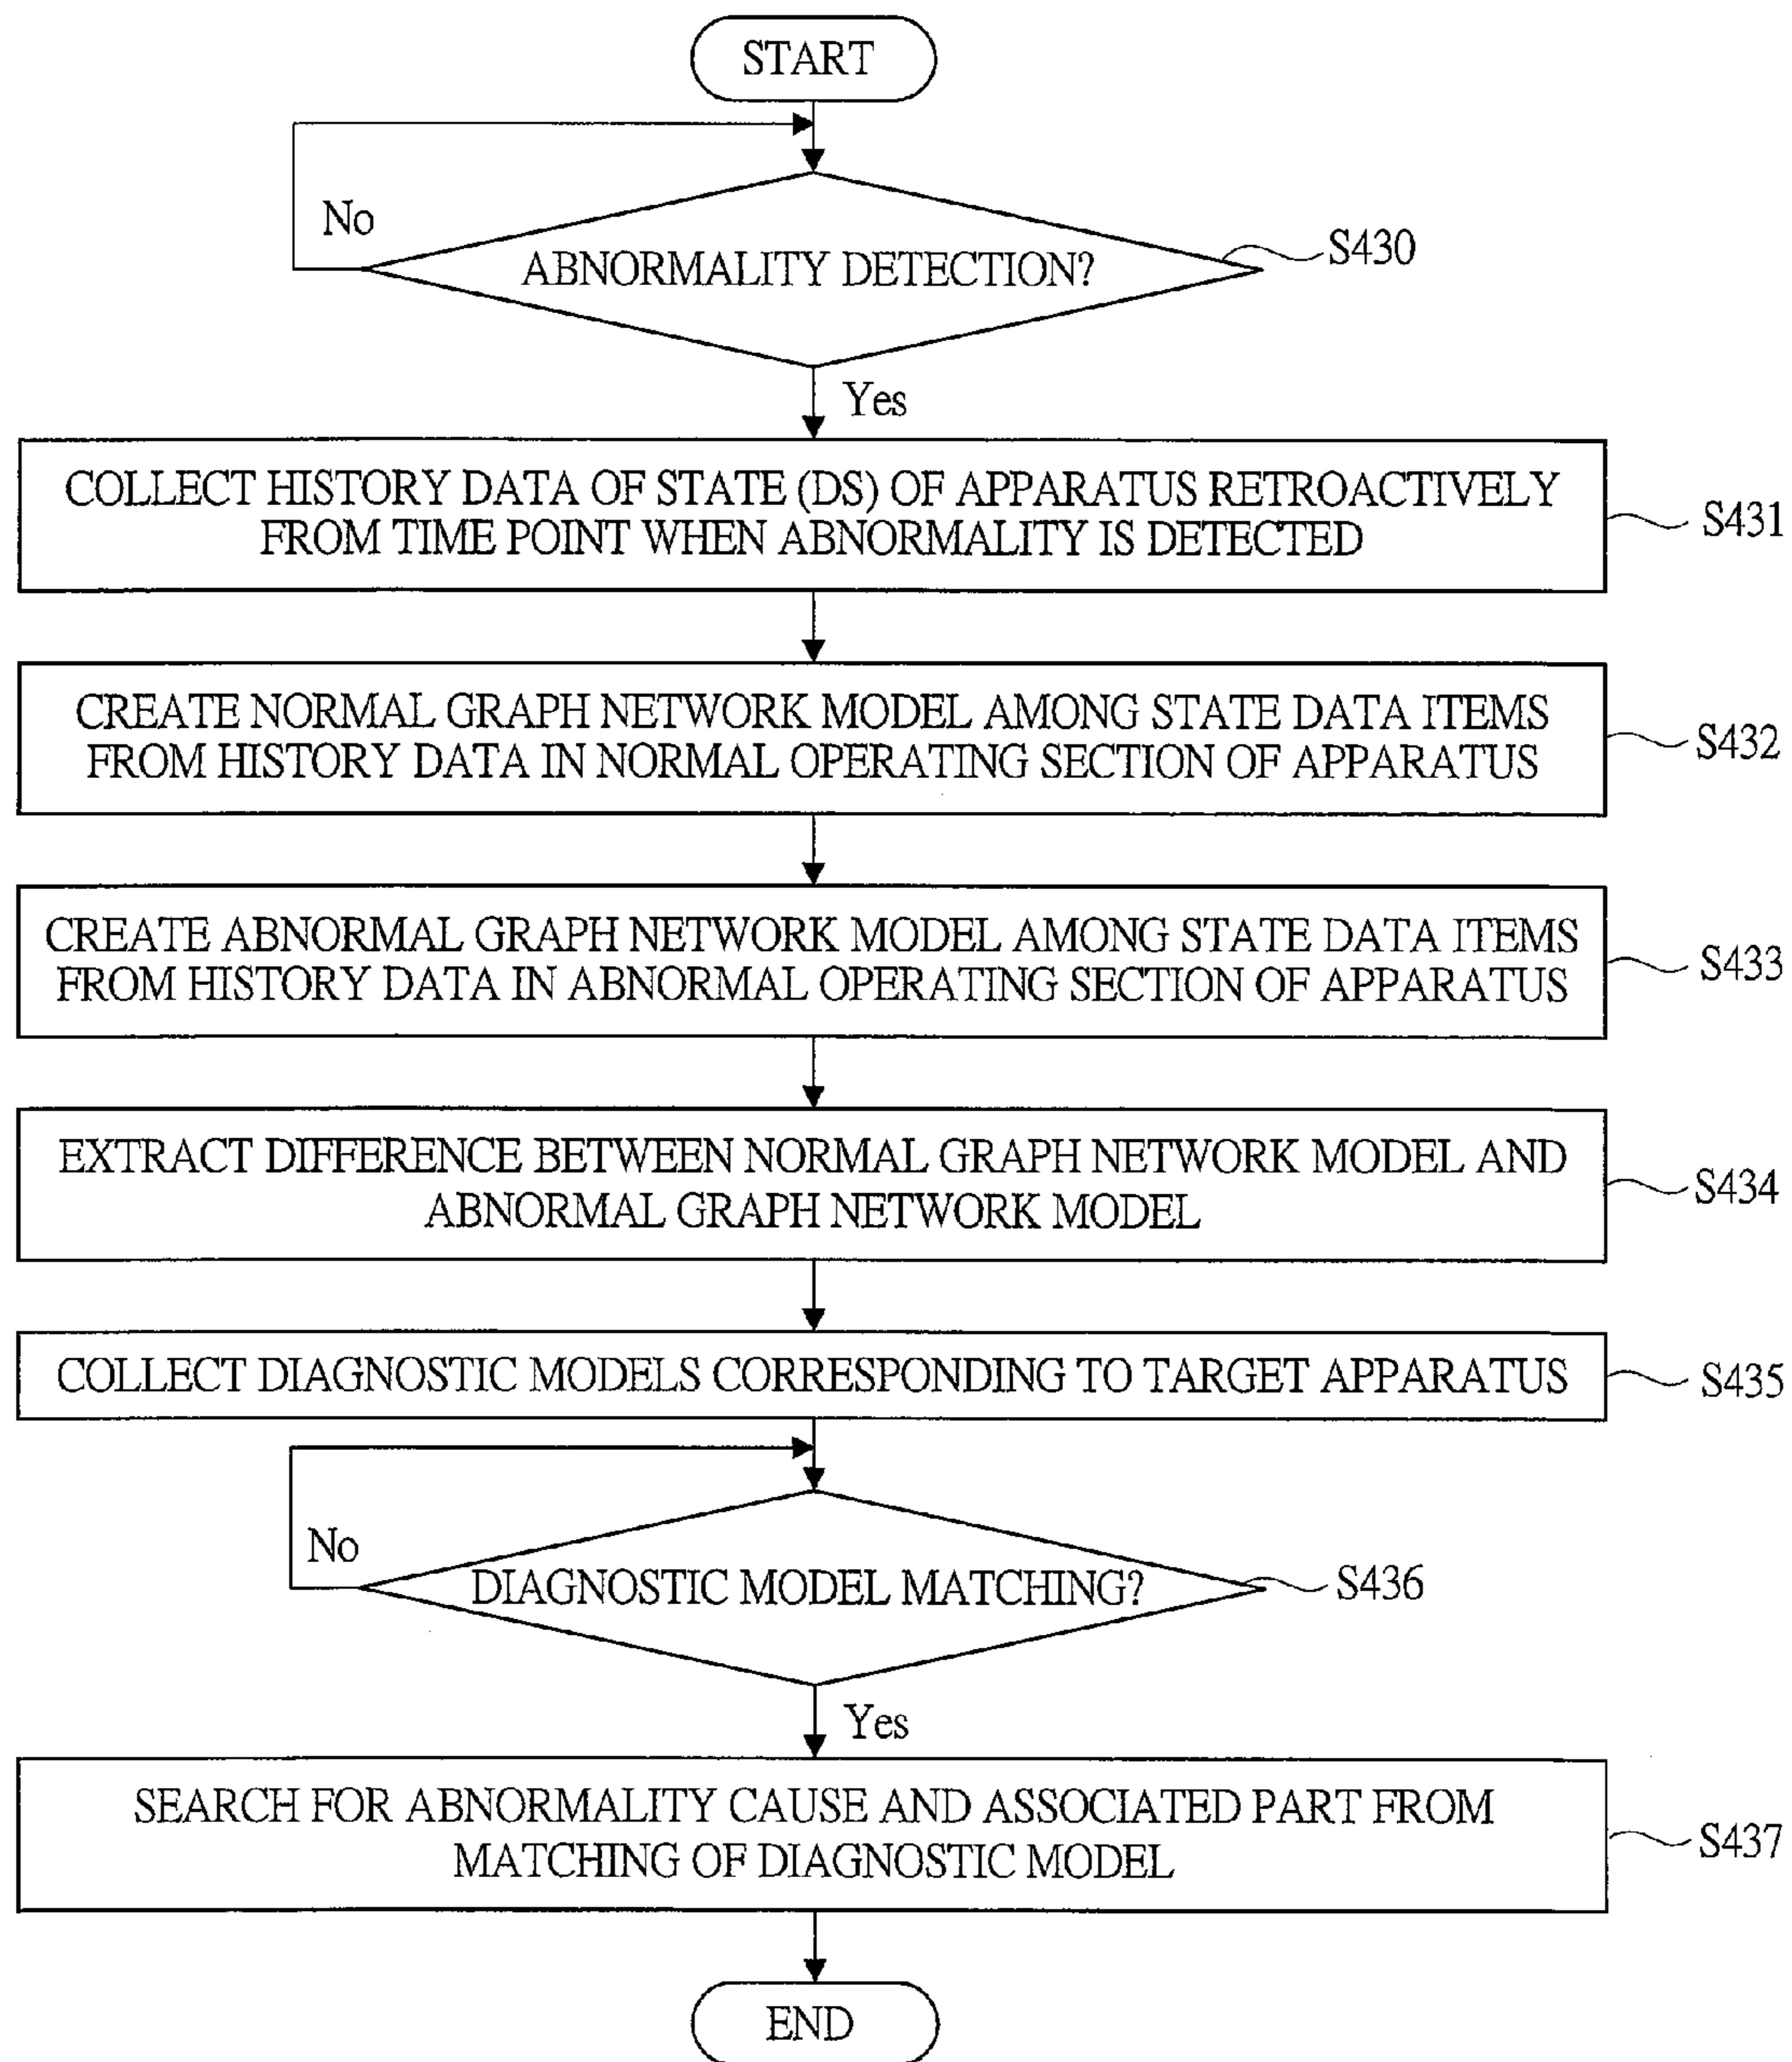 START
No
ABNORMALITY DETECTION?
S430
Yes
COLLECT HISTORY DATA OF STATE (DS) OF APPARATUS RETROACTIVELY
FROM TIME POINT WHEN ABNORMALITY IS DETECTED
S431
CREATE NORMAL GRAPH NETWORK MODEL AMONG STATE DATA ITEMS
FROM HISTORY DATA IN NORMAL OPERATING SECTION OF APPARATUS
S432
CREATE ABNORMAL GRAPH NETWORK MODEL AMONG STATE DATA ITEMS
FROM HISTORY DATA IN ABNORMAL OPERATING SECTION OF APPARATUS
S433
EXTRACT DIFFERENCE BETWEEN NORMAL GRAPH NETWORK MODEL AND
ABNORMAL GRAPH NETWORK MODEL
S434
COLLECT DIAGNOSTIC MODELS CORRESPONDING TO TARGET APPARATUS
S435
No
DIAGNOSTIC MODEL MATCHING?
S436
Yes
SEARCH FOR ABNORMALITY CAUSE AND ASSOCIATED PART FROM
MATCHING OF DIAGNOSTIC MODEL
S437
END